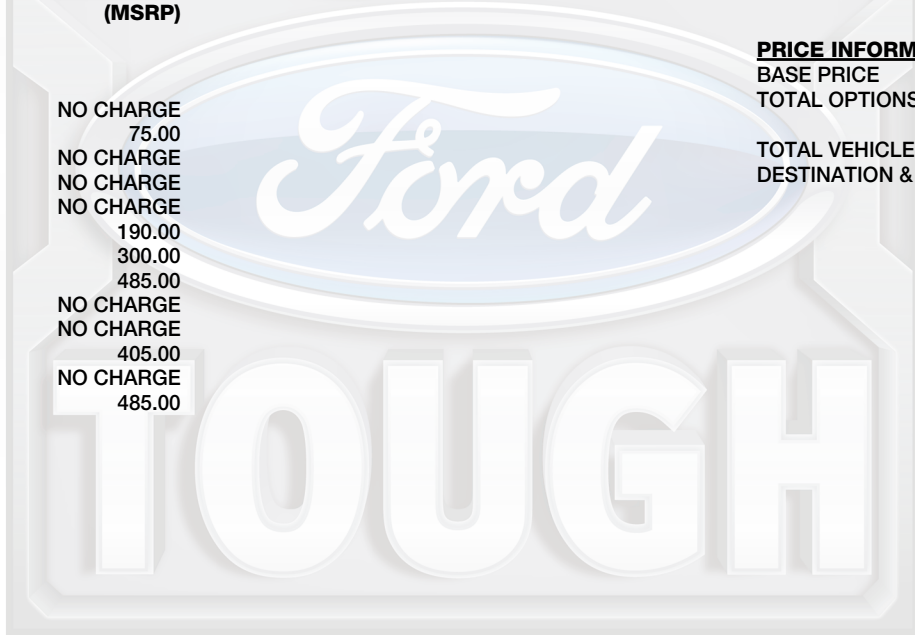 (MSRP)
NO CHARGE
75.00
NO CHARGE
NO CHARGE
NO CHARGE
190.00
300.00
485.00
NO CHARGE
NO CHARGE
405.00
NO CHARGE
485.00
PRICE INFORM
BASE PRICE
TOTAL OPTIONS
TOTAL VEHICLE
DESTINATION &
Ford
TOUGH